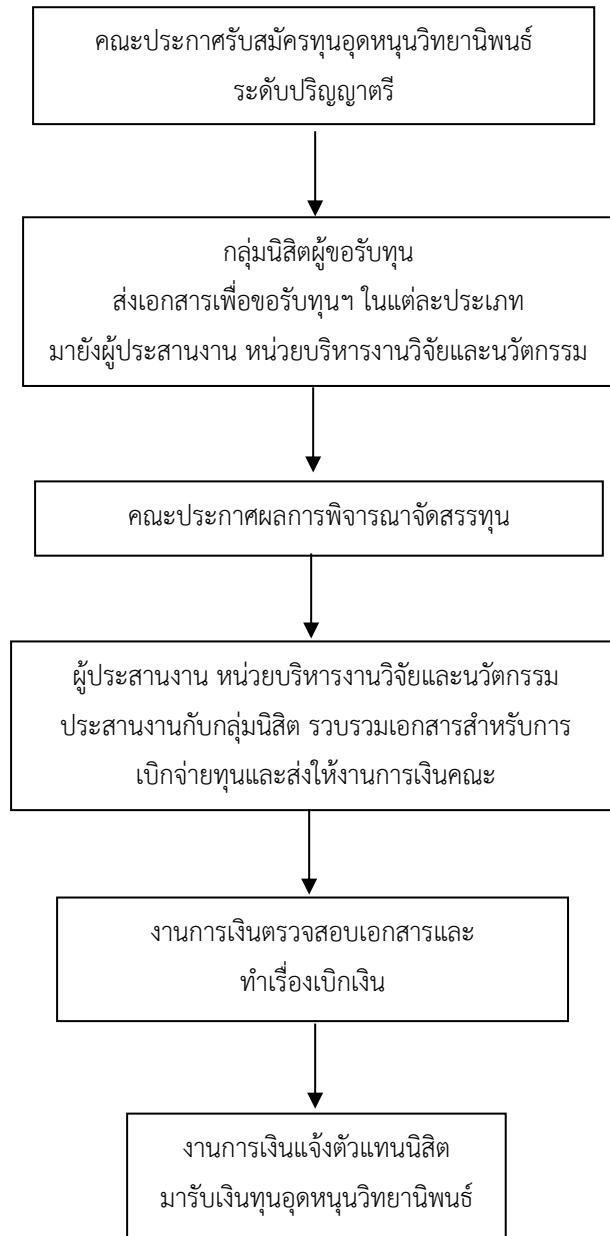 คณะประกาศรับสมัครทุนอุดหนุนวิทยานิพนธ์
ระดับปริญญาตรี
กลุ่มนิสิตผู้ขอรับทุน
ส่งเอกสารเพื่อขอรับทุนฯ ในแต่ละประเภท
มายังผู้ประสานงาน หน่วยบริหารงานวิจัยและนวัตกรรม
คณะประกาศผลการพิจารณาจัดสรรทุน
ผู้ประสานงาน หน่วยบริหารงานวิจัยและนวัตกรรม
ประสานงานกับกลุ่มนิสิต รวบรวมเอกสารสำหรับการ
เบิกจ่ายทุนและส่งให้งานการเงินคณะ
งานการเงินตรวจสอบเอกสารและ
ทำเรื่องเบิกเงิน
งานการเงินแจ้งตัวแทนนิสิต
มารับเงินทุนอุดหนุนวิทยานิพนธ์